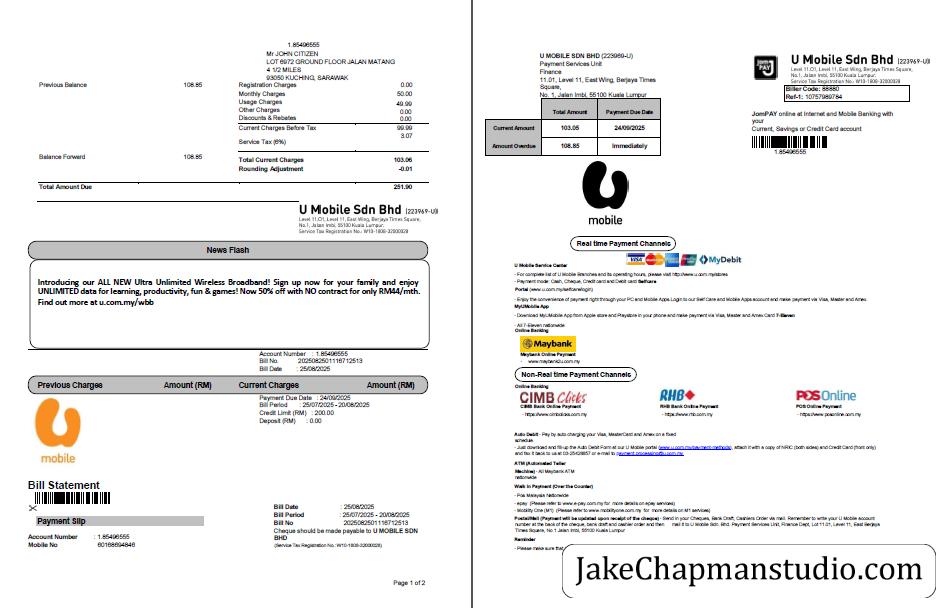 1.85496555
Mr JOHN CITIZEN
LOT 6972 GROUND FLOOR JALAN MATANG
4 1/2 MILES
93050 KUCHING, SARAWAK
Previous Balance 108.85
Registration Charges 0.00
Monthly Charges 50.00
Usage Charges 49.99
Other Charges 0.00
Discounts & Rebates 0.00
Current Charges Before Tax 99.99
3.07
Service Tax (6%)
Balance Forward 108.85
Total Current Charges 103.06
Rounding Adjustment -0.01
Total Amount Due 251.90
U Mobile Sdn Bhd (223969-U)
Level 11.01, Level 11, East Wing, Berjaya Times Square,
No.1, Jalan Imbi, 55100 Kuala Lumpur.
Service Tax Registration No.: W10-1808-32000028
News Flash
Introducing our ALL NEW Ultra Unlimited Wireless Broadband! Sign up now for your family and enjoy
UNLIMITED data for learning, productivity, fun & games! Now 50% off with NO contract for only RM44/mth.
Find out more at u.com.my/wbb
Account Number : 1.85496555
Bill No. 2025082501116712513
Bill Date : 25/08/2025
Previous Charges Amount (RM) Current Charges Amount (RM)
Payment Due Date : 24/09/2025
Bill Period : 25/07/2025 - 20/08/2025
Credit Limit (RM) : 200.00
Deposit (RM) : 0.00
mobile
Bill Statement
Payment Slip
Account Number : 1.85496555
Mobile No 60168694846
Bill Date : 25/08/2025
Bill Period : 25/07/2025 - 20/08/2025
Bill No 2025082501116712513
Cheque should be made payable to U MOBILE SDN
BHD
(Service Tax Registration No.: W10-1808-32000028)
Page 1 of 2
U MOBILE SDN BHD (223969-U)
Payment Services Unit
Finance
11.01, Level 11, East Wing, Berjaya Times
Square,
No. 1, Jalan Imbi, 55100 Kuala Lumpur
Total Amount Payment Due Date
Current Amount 103.05 24/09/2025
Amount Overdue 108.85 Immediately
Jom PAY
U Mobile Sdn Bhd (223969-U)
Level 11.01, Level 11, East Wing, Berjaya Times Square,
No.1, Jalan Imbi, 55100 Kuala Lumpur.
Service Tax Registration No.: W10-1808-32000028
Biller Code: 88880
Ref-1: 10757989784
JomPAY online at Internet and Mobile Banking with
your
Current, Savings or Credit Card account
1.85496555
mobile
Real time Payment Channels
VISA MyDebit
U Mobile Service Center
- For complete list of U Mobile Branches and its operating hours, please visit http://www.u.com.my/stores
- Payment mode: Cash, Cheque, Credit card and Debit card Selfcare
Portal (www.u.com.my/selfcare/login)
- Enjoy the convenience of payment right through your PC and Mobile Apps. Login to our Self Care and Mobile Apps account and make payment via Visa, Master and Amex.
MyUMobile App
- Download MyUMobile App from Apple store and Playstore in your phone and make payment via Visa, Master and Amex Card 7-Eleven
- All 7-Eleven nationwide
Online Banking
Maybank
Maybank Online Payment
- www.maybank2u.com.my
Non-Real time Payment Channels
Online Banking
CIMB Clicks RHB POS Online
CIMB Bank Online Payment RHB Bank Online Payment POS Online Payment
- https://www.cimbclicks.com.my - https://www.rhb.com.my - https://www.posonline.com.my
Auto Debit - Pay by auto charging your Visa, MasterCard and Amex on a fixed
schedule.
- Just download and fill up the Auto Debit Form at our U Mobile portal (www.u.com.my/payment-methods), attach it with a copy of NRIC (both sides) and Credit Card (front only)
and fax it back to us at 03-25428857 or e-mail to payment.processing@u.com.my.
ATM (Automated Teller
Machine) - All Maybank ATM
nationwide
Walk in Payment (Over the Counter)
- Pos Malaysia Nationwide
- epay (Please refer to www.e-pay.com.my for more details on epay services)
- Mobility One (M1) (Please refer to www.mobilityone.com.my for more details on M1 services)
Postal/Mail (Payment will be updated upon receipt of the cheque) - Send in your Cheques, Bank Draft, Cashiers Order via mail. Remember to write your U Mobile account
number at the back of the cheque, bank draft and cashier order and then mail it to U Mobile Sdn Bhd, Payment Services Unit, Finance Dept, Lot 11.01, Level 11, East Berjaya
Times Square, No.1 Jalan Imbi, 55100 Kuala Lumpur
Reminder
- Please make sure that
JakeChapmanstudio.com